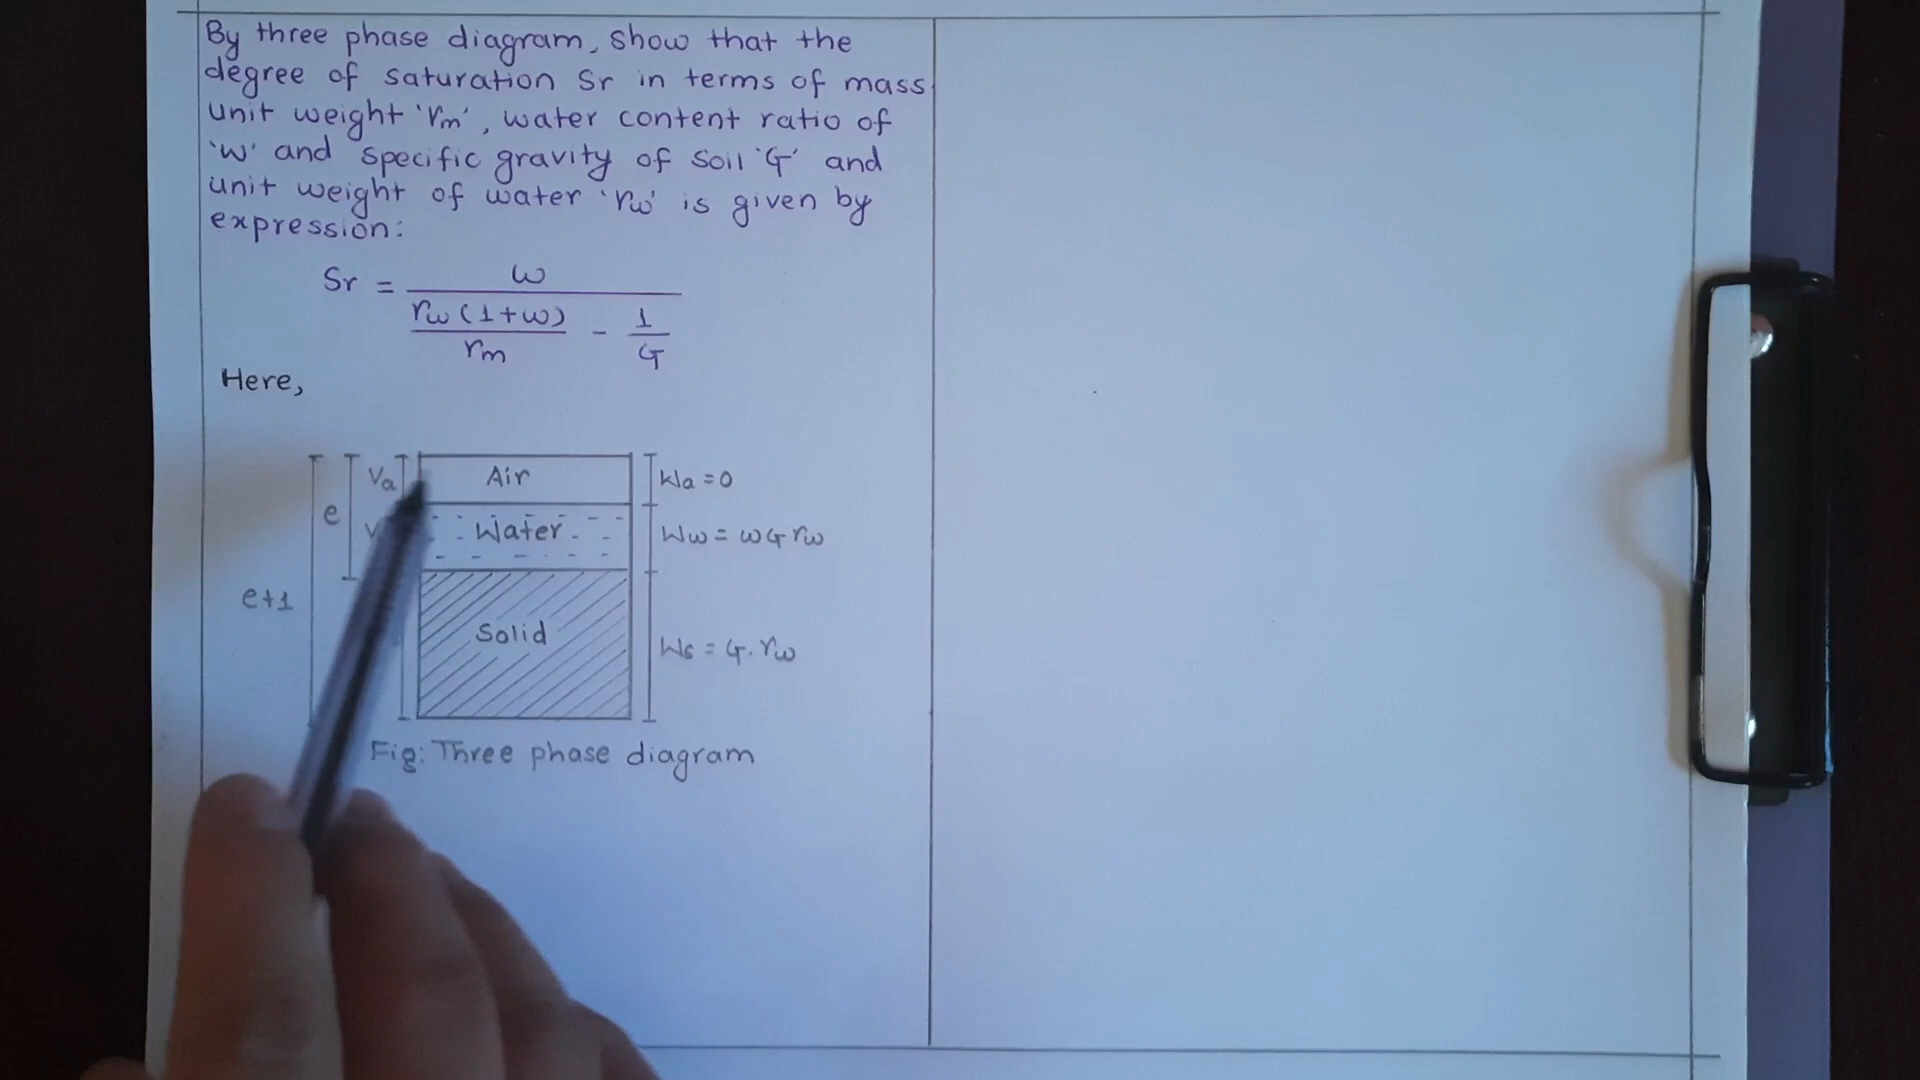 By three phase diagram, show that the
degree of saturation Sr in terms of mass
unit weight 'γm', water content ratio of
'w' and specific gravity of soil 'G' and
unit weight of water 'γw' is given by
expression:
Sr = w
γw (1+w) - 1
γm G
Here,
Va Air Wa = 0
e Water Ww = wGγw
e+1
Solid Ws = G.γw
Fig: Three phase diagram